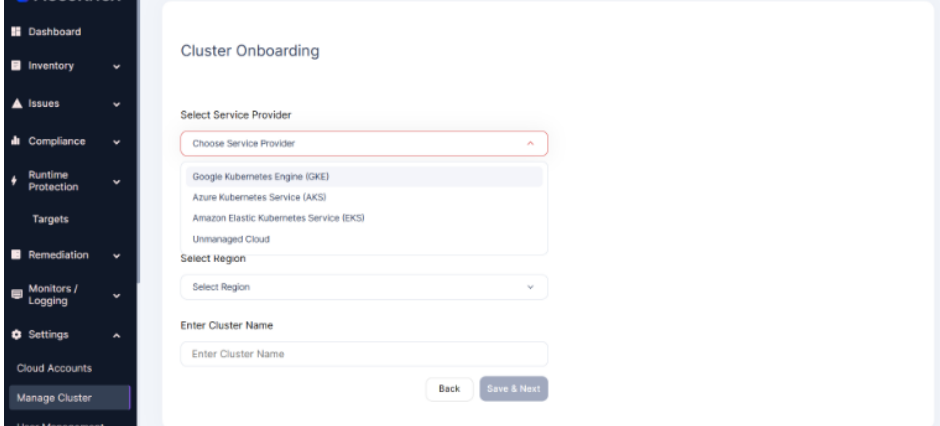 Dashboard
Inventory
Issues
Compliance
Runtime
Protection
Targets
Remediation
Monitors /
Logging
Settings
Cloud Accounts
Manage Cluster
Cluster Onboarding
Select Service Provider
Choose Service Provider
Google Kubernetes Engine (GKE)
Azure Kubernetes Service (AKS)
Amazon Elastic Kubernetes Service (EKS)
Unmanaged Cloud
Select Region
Select Region
Enter Cluster Name
Enter Cluster Name
Back
Save & Next